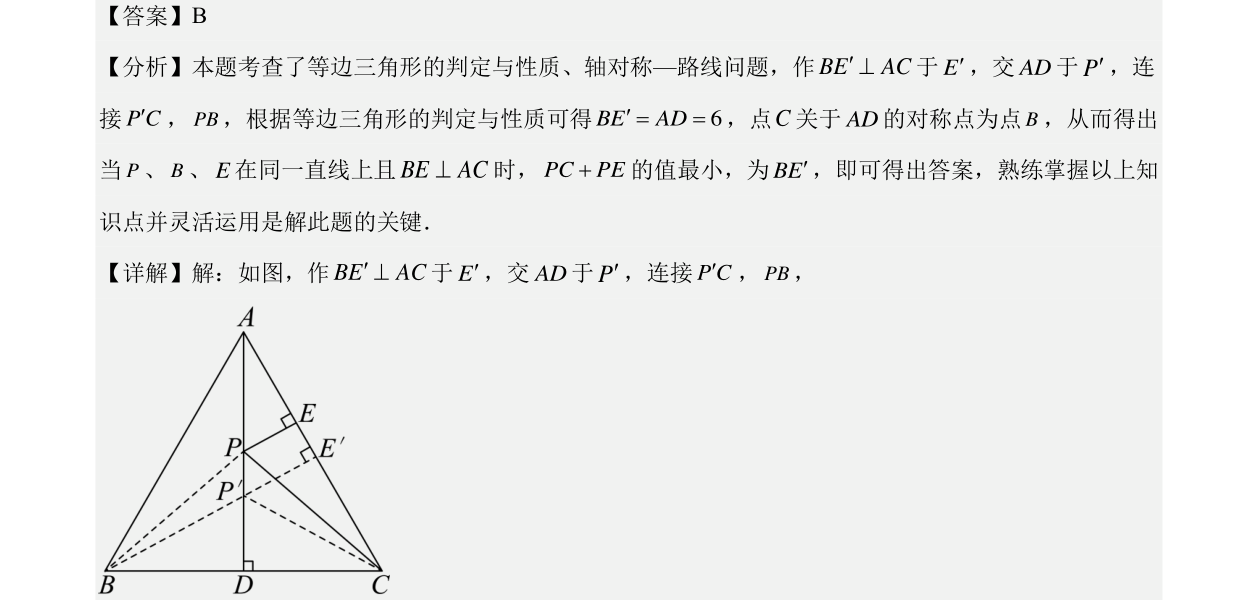 【答案】B
【分析】本题考查了等边三角形的判定与性质、轴对称—路线问题，作BE′⊥AC于E′，交AD于P′，连
接P′C，PB，根据等边三角形的判定与性质可得BE′=AD=6，点C关于AD的对称点为点B，从而得出
当P、B、E在同一直线上且BE⊥AC时，PC+PE的值最小，为BE′，即可得出答案，熟练掌握以上知
识点并灵活运用是解此题的关键．
【详解】解：如图，作BE′⊥AC于E′，交AD于P′，连接P′C，PB，
A
E
P
E′
P′
B
D
C